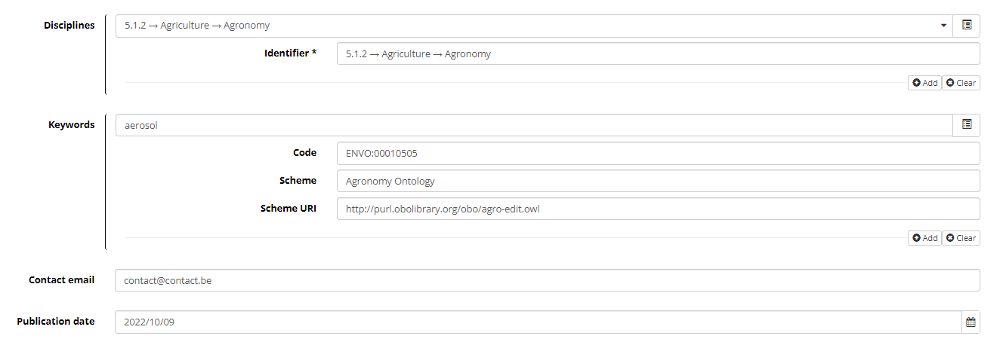 Disciplines 5.1.2 → Agriculture → Agronomy
Identifier * 5.1.2 → Agriculture → Agronomy
Add Clear
Keywords aerosol
Code ENVO:00010505
Scheme Agronomy Ontology
Scheme URI http://purl.obolibrary.org/obo/agro-edit.owl
Add Clear
Contact email contact@contact.be
Publication date 2022/10/09